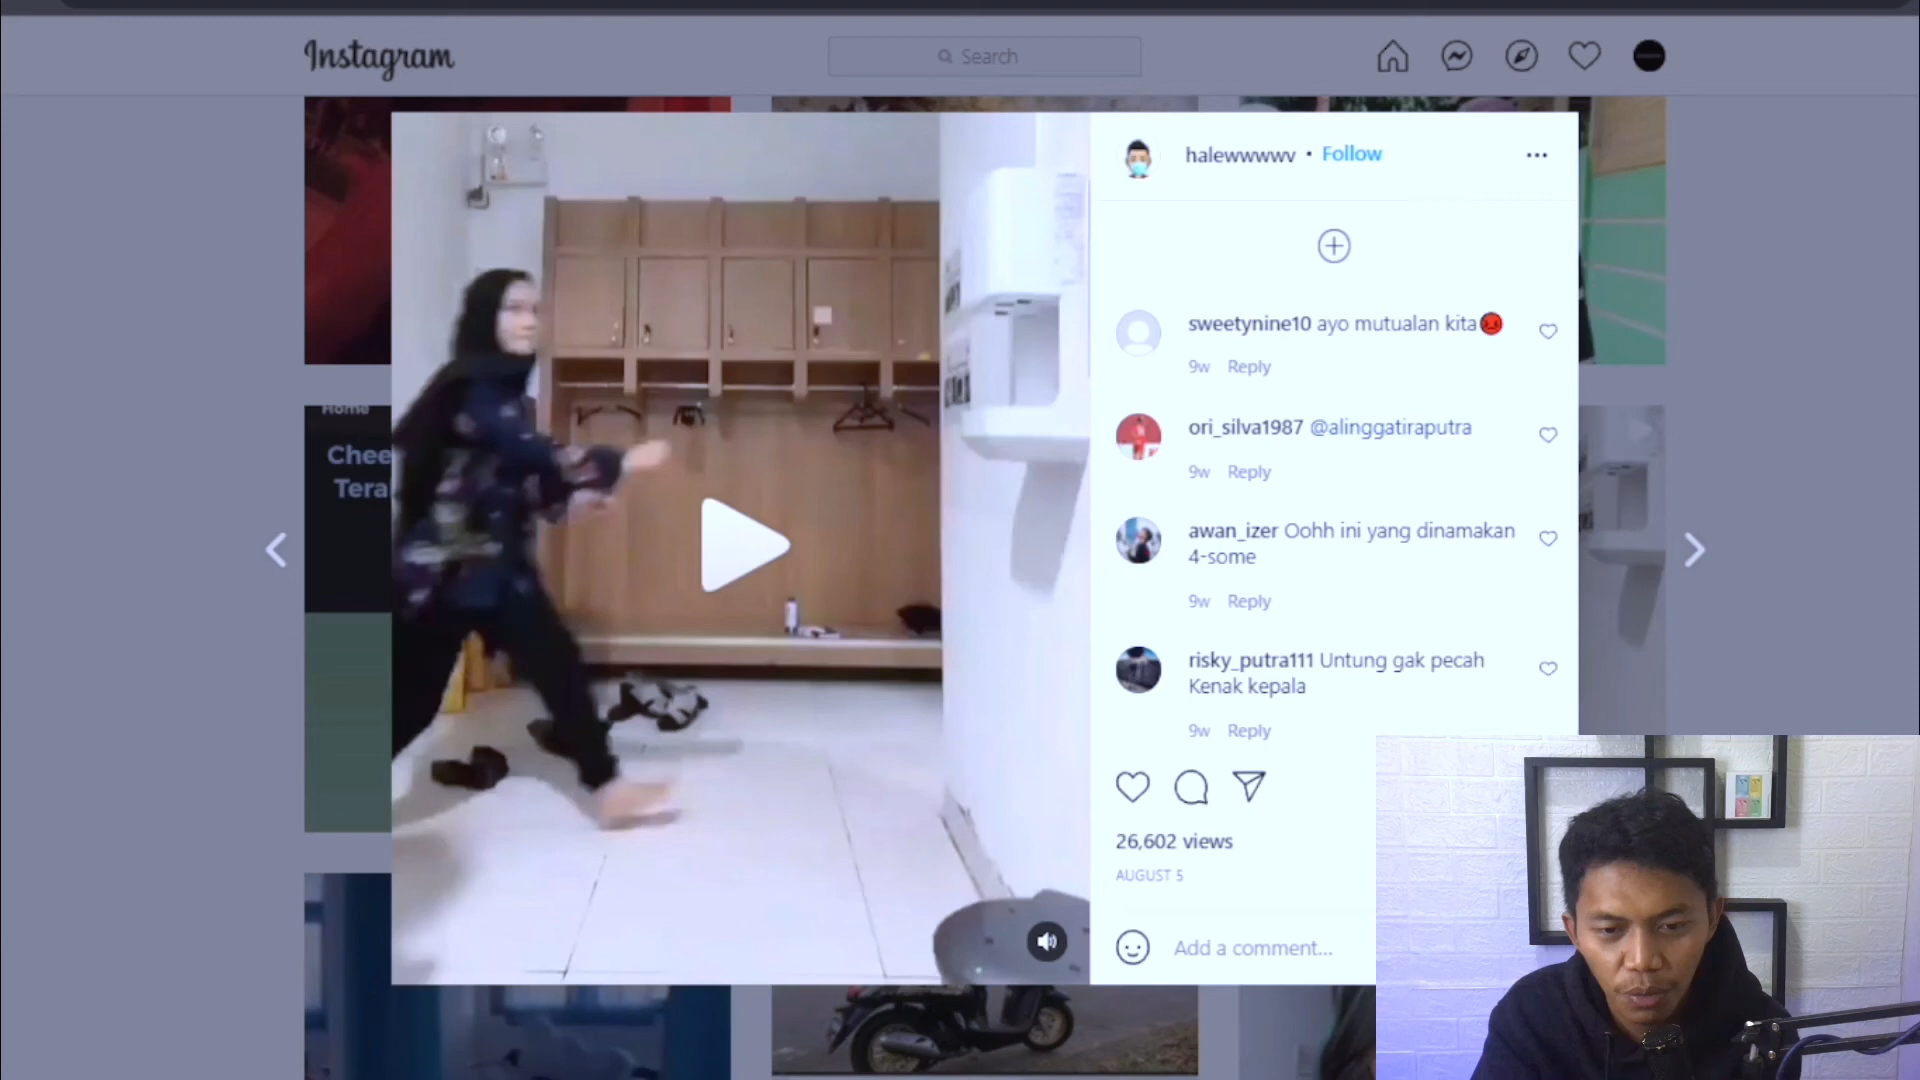 Instagram
Search
halewwwwv • Follow
sweetynine10 ayo mutualan kita😡
9w Reply
ori_silva1987 @alinggatiraputra
9w Reply
awan_izer Oohh ini yang dinamakan
4-some
9w Reply
risky_putra111 Untung gak pecah
Kenak kepala
9w Reply
26,602 views
AUGUST 5
Add a comment...
Home
Chee
Tera